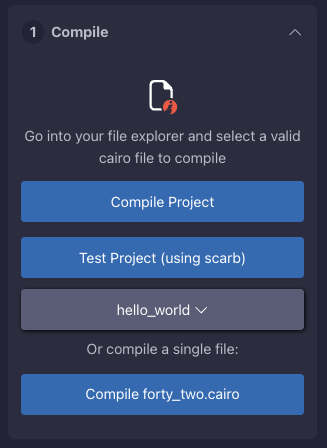 1 Compile
Go into your file explorer and select a valid
cairo file to compile
Compile Project
Test Project (using scarb)
hello_world
Or compile a single file:
Compile forty_two.cairo